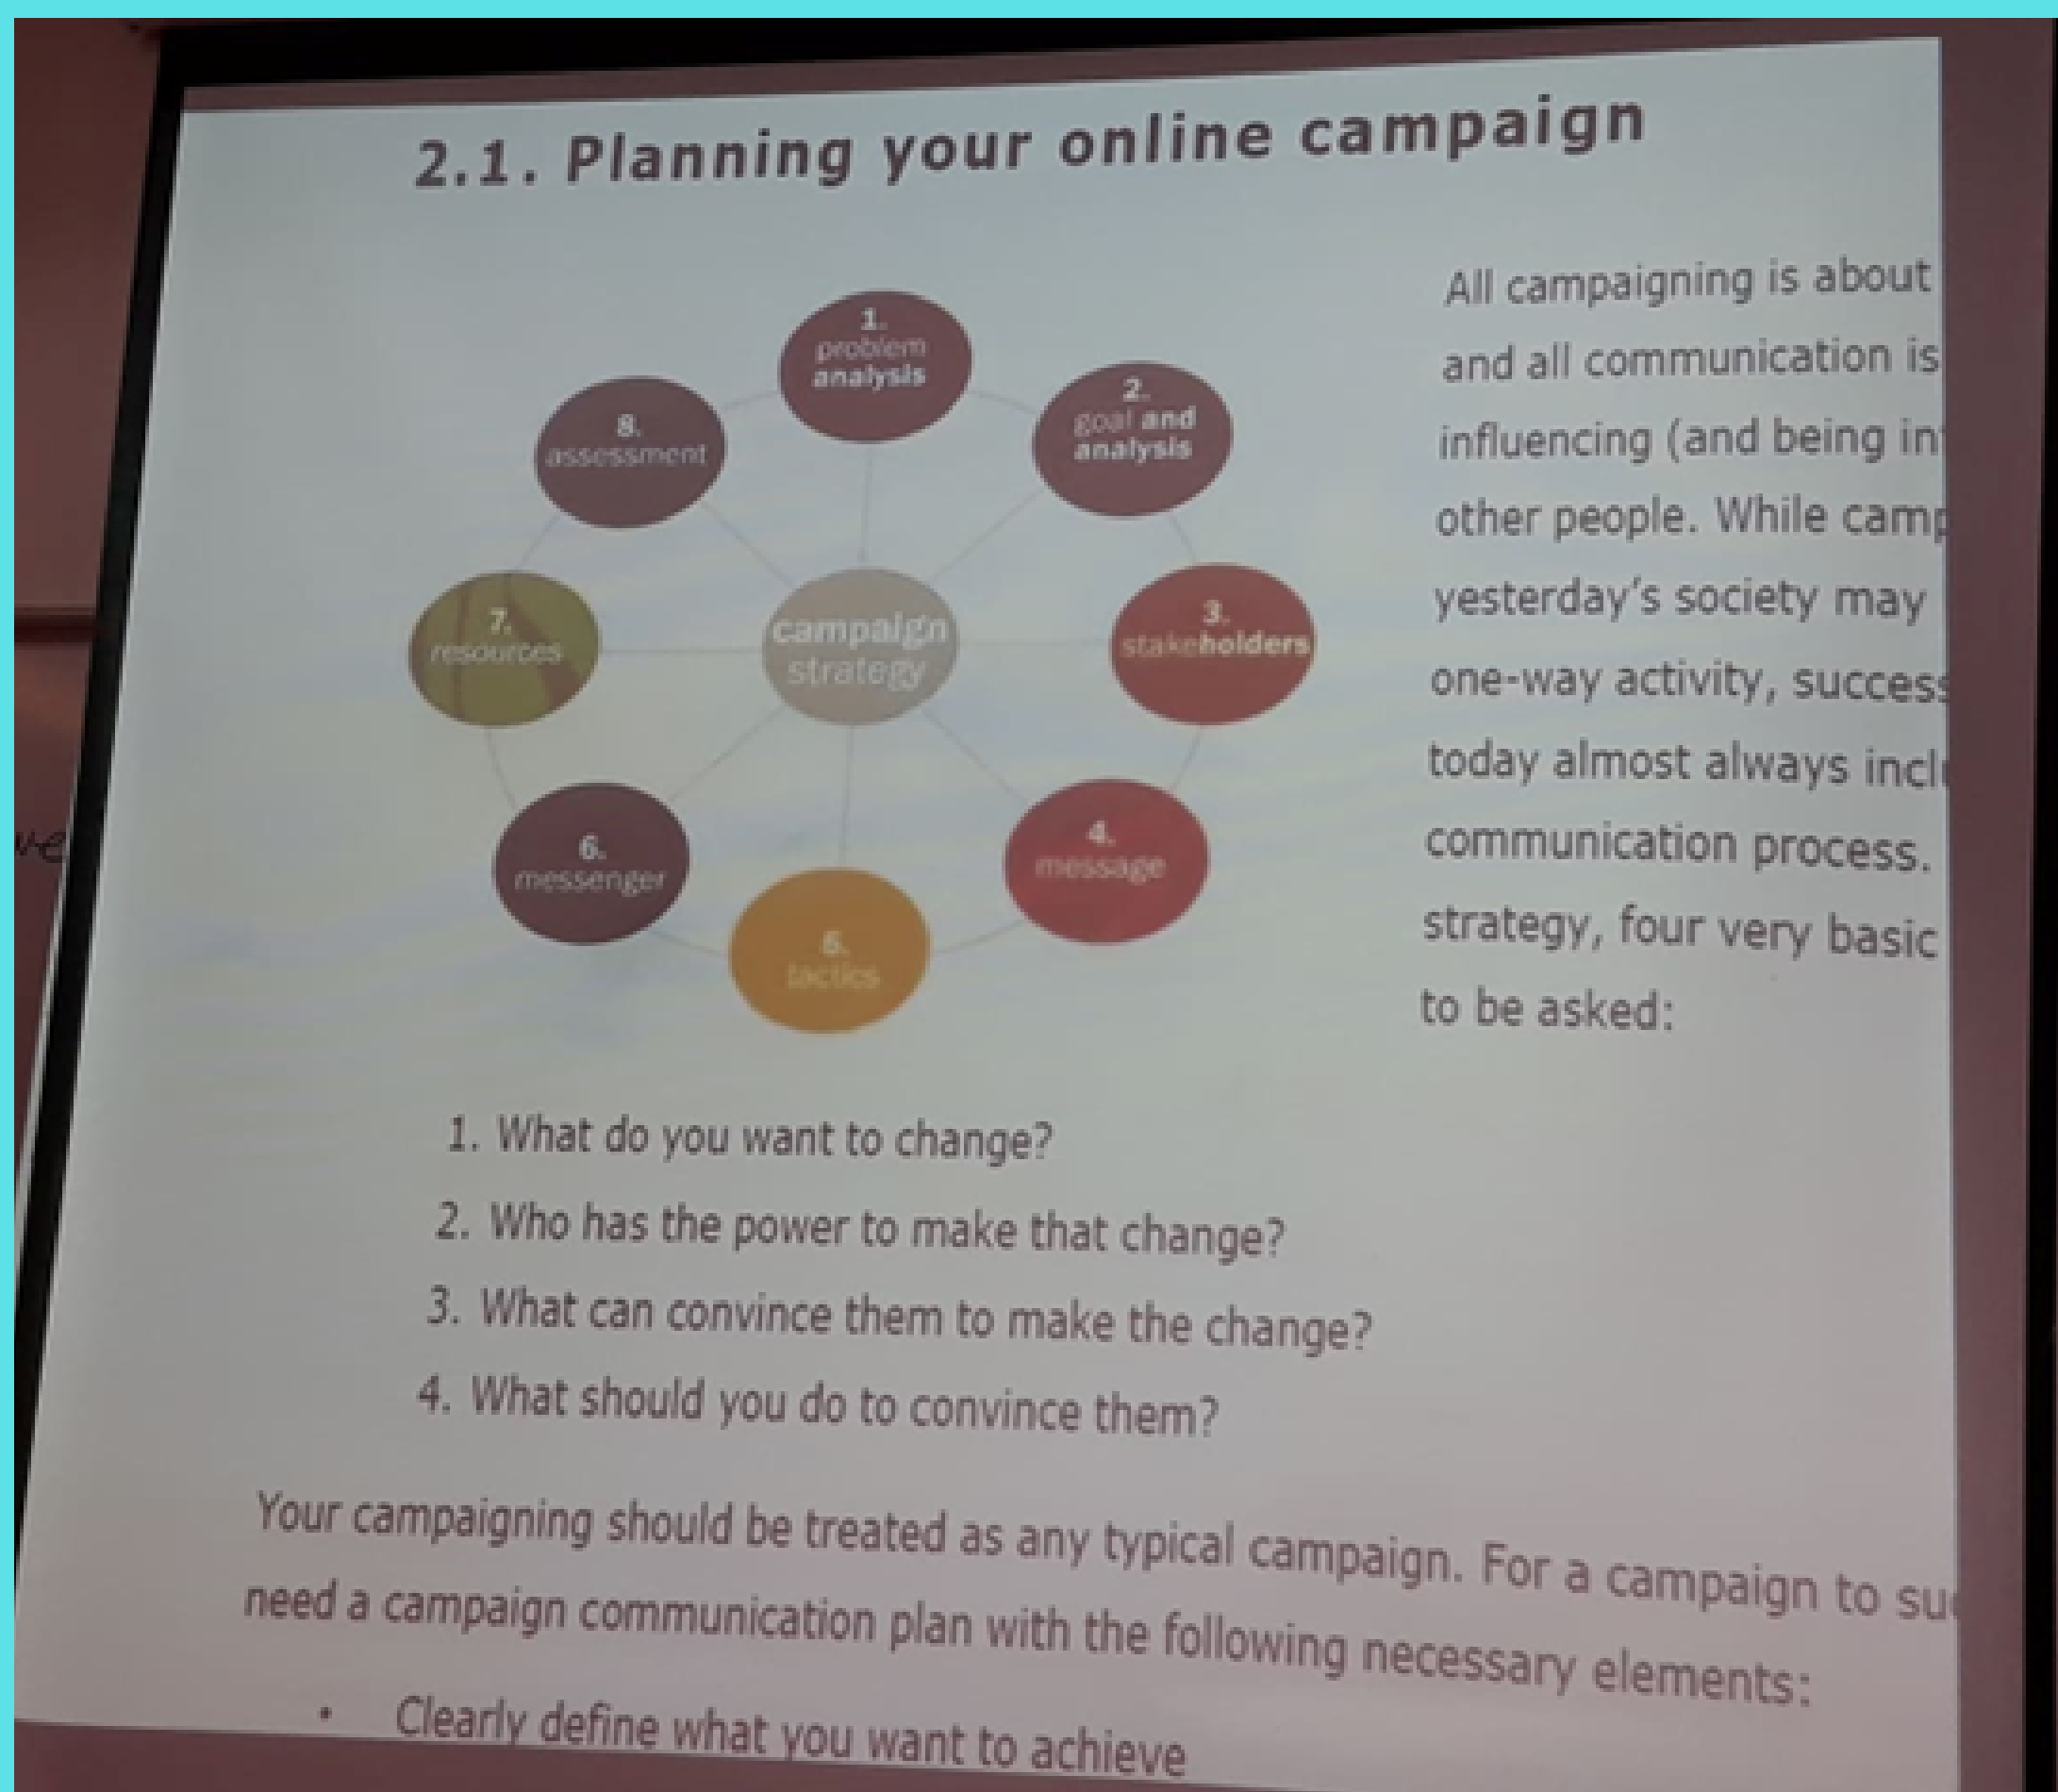 2.1. Planning your online campaign
1.
problem
analysis
2.
goal and
analysis
3.
stakeholders
4.
message
5.
tactics
6.
messenger
7.
resources
8.
assessment
campaign
strategy
All campaigning is about
and all communication is
influencing (and being
other people. While
yesterday's society may
one-way activity,
today almost always
communication process.
strategy, four very basic
to be asked:
1. What do you want to change?
2. Who has the power to make that change?
3. What can convince them to make the change?
4. What should you do to convince them?
Your campaigning should be treated as any typical campaign. For a campaign to
need a campaign communication plan with the following necessary elements:
• Clearly define what you want to achieve